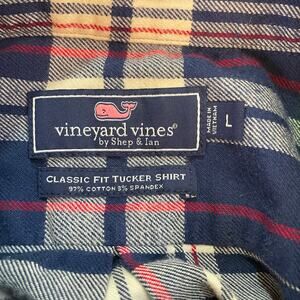 vineyard vines®
by Shep & Ian
MADE IN
VIETNAM
L
CLASSIC FIT TUCKER SHIRT
97% COTTON 3% SPANDEX